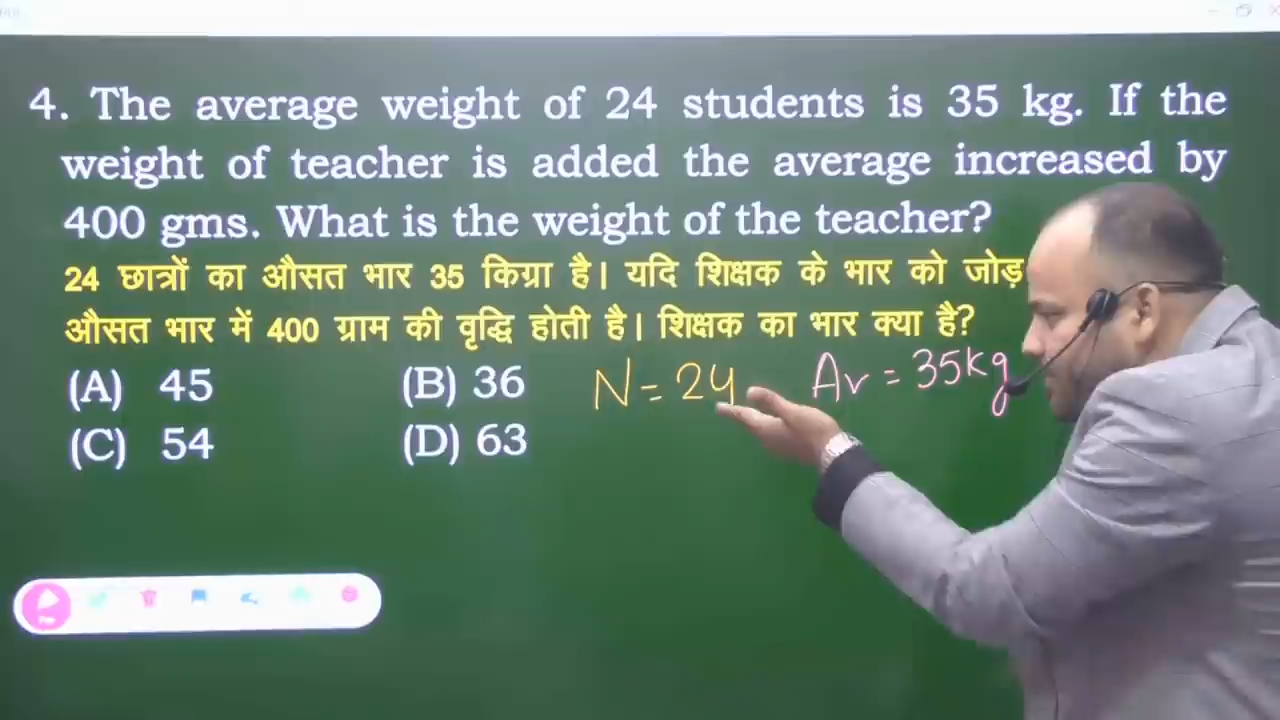 4. The average weight of 24 students is 35 kg. If the
weight of teacher is added the average increased by
400 gms. What is the weight of the teacher?
24 छात्रों का औसत भार 35 किग्रा है। यदि शिक्षक के भार को जोड़
औसत भार में 400 ग्राम की वृद्धि होती है। शिक्षक का भार क्या है?
(A) 45 (B) 36 N = 24 Av = 35kg
(C) 54 (D) 63